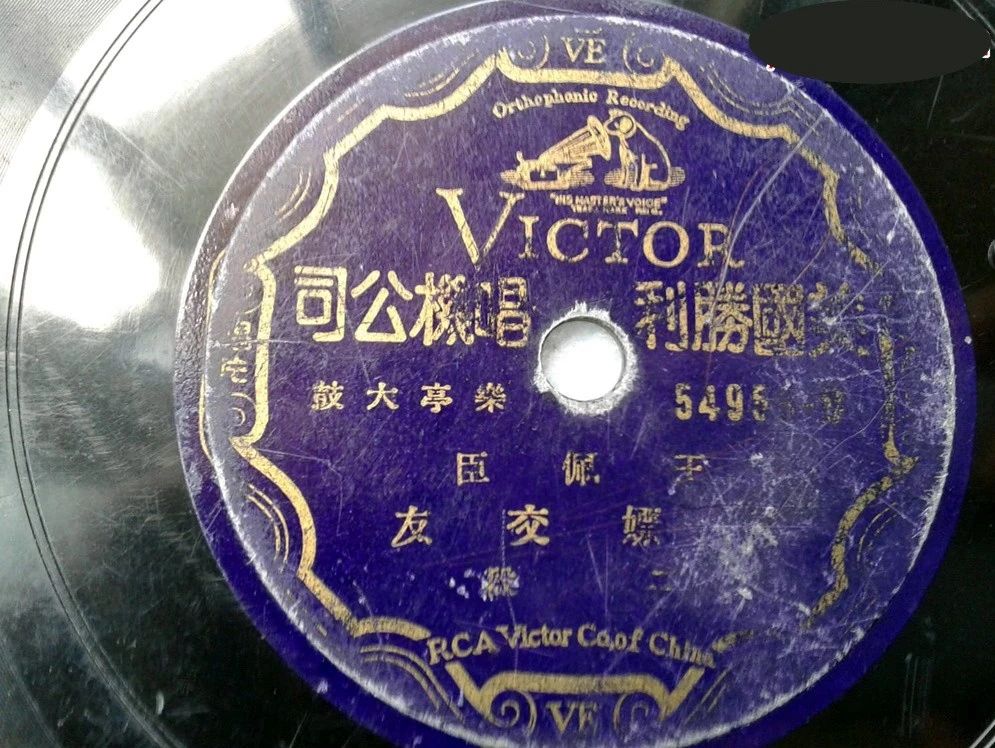 VE
Orthophonic Recording
"HIS MASTER'S VOICE"
VICTOR
美國勝利 唱機公司
5495
樂亭大鼓
王佩臣
交友
二
RCA Victor Co. of China
VE